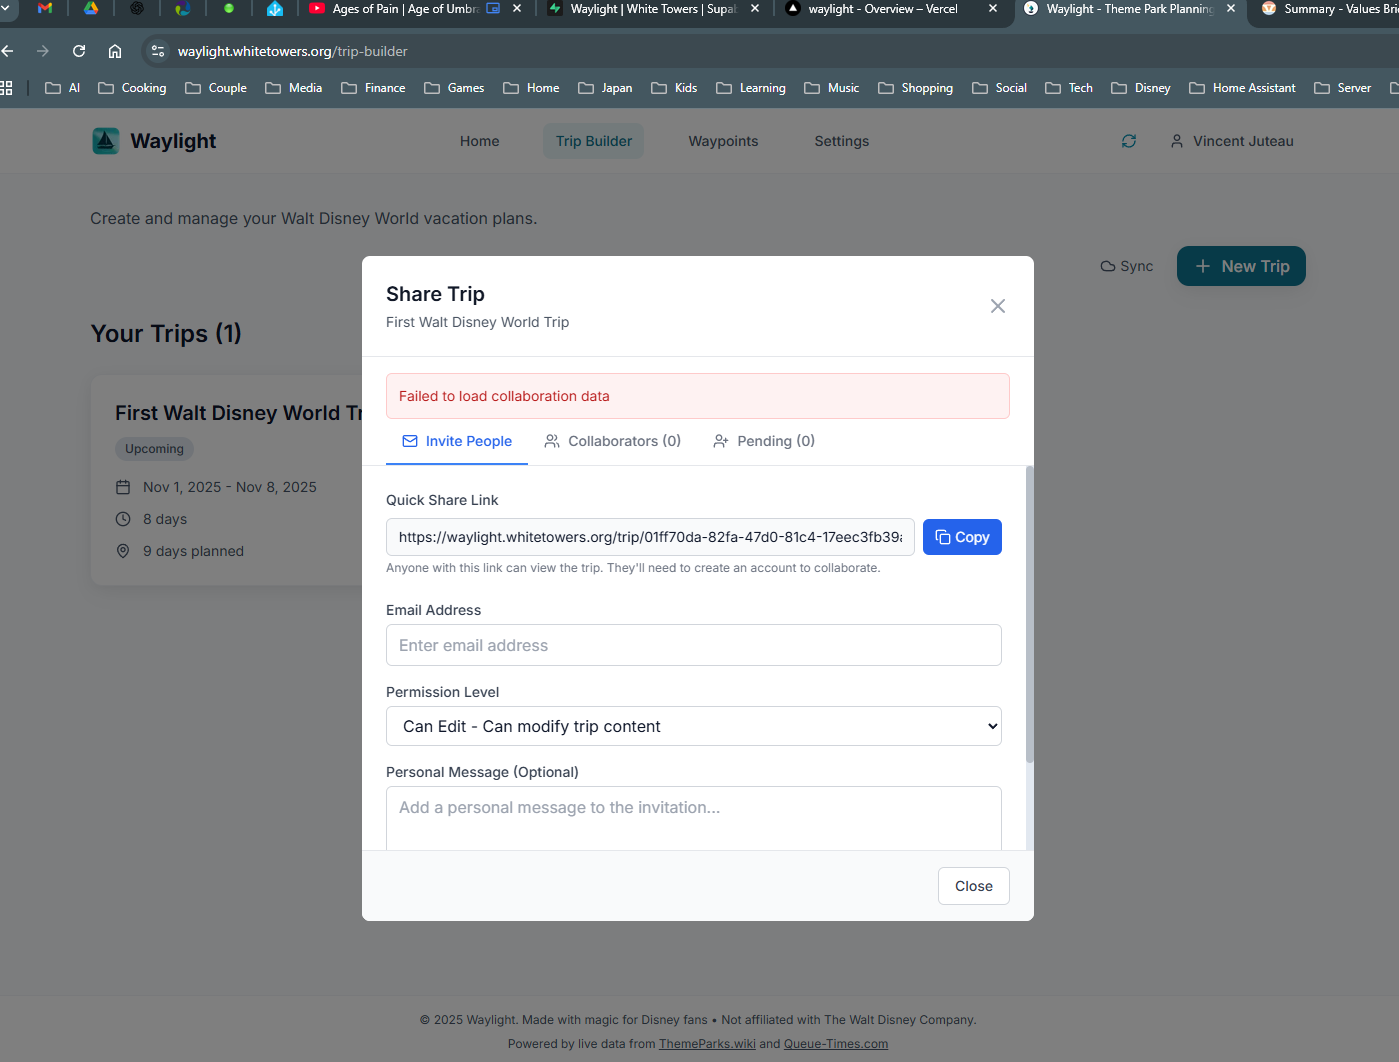 Ages of Pain | Age of Umbra
Waylight | White Towers | Supab
waylight - Overview – Vercel
Waylight - Theme Park Planning
Summary - Values Bri
waylight.whitetowers.org/trip-builder
AI Cooking Couple Media Finance Games Home Japan Kids Learning Music Shopping Social Tech Disney Home Assistant Server
Waylight
Home
Trip Builder
Waypoints
Settings
Vincent Juteau
Create and manage your Walt Disney World vacation plans.
Sync
+ New Trip
Your Trips (1)
First Walt Disney World Tr
Upcoming
Nov 1, 2025 - Nov 8, 2025
8 days
9 days planned
Share Trip
First Walt Disney World Trip
Failed to load collaboration data
Invite People
Collaborators (0)
Pending (0)
Quick Share Link
https://waylight.whitetowers.org/trip/01ff70da-82fa-47d0-81c4-17eec3fb39a
Copy
Anyone with this link can view the trip. They'll need to create an account to collaborate.
Email Address
Enter email address
Permission Level
Can Edit - Can modify trip content
Personal Message (Optional)
Add a personal message to the invitation...
Close
© 2025 Waylight. Made with magic for Disney fans • Not affiliated with The Walt Disney Company.
Powered by live data from ThemeParks.wiki and Queue-Times.com